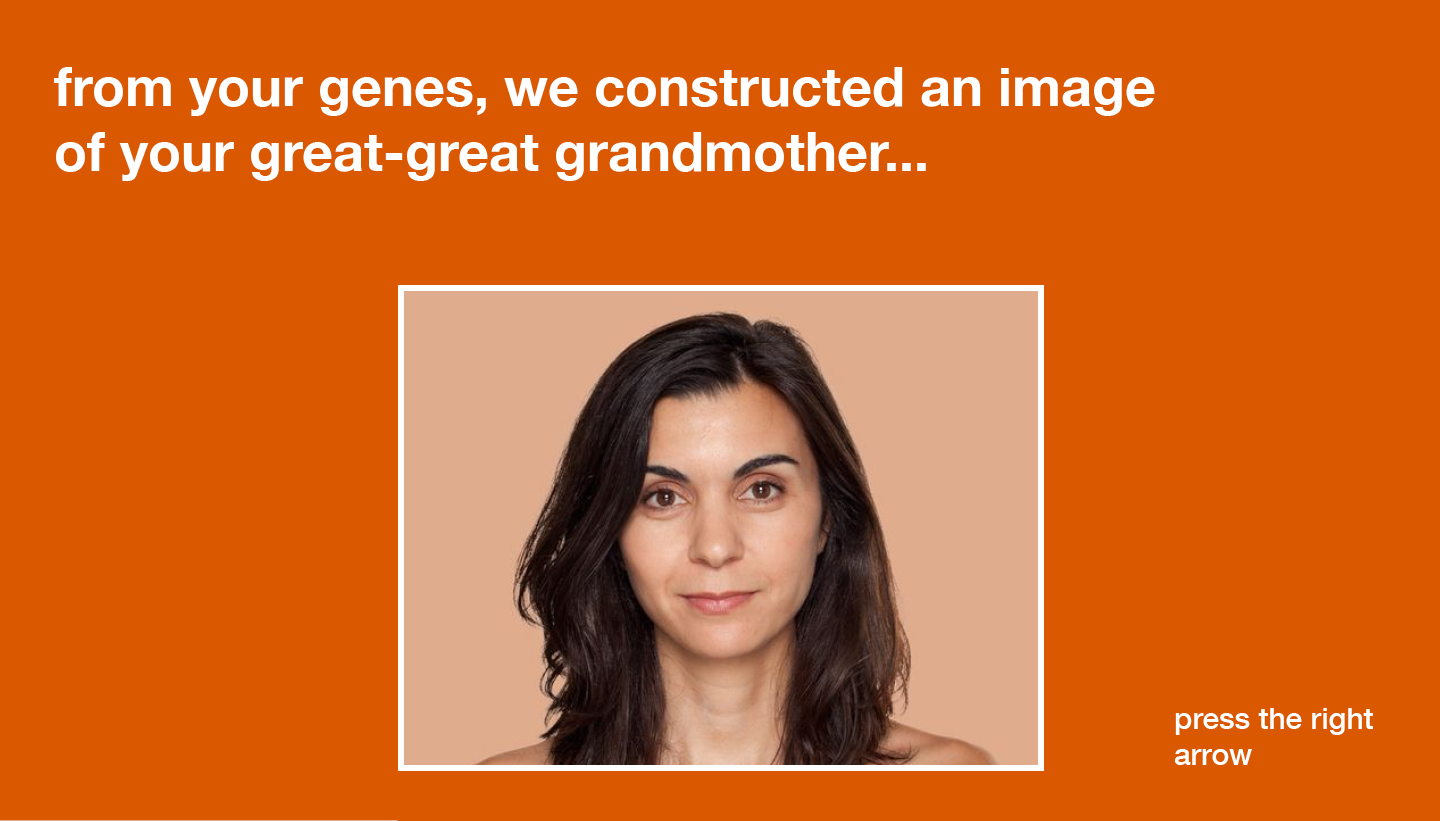 from your genes, we constructed an image
of your great-great grandmother...
press the right
arrow